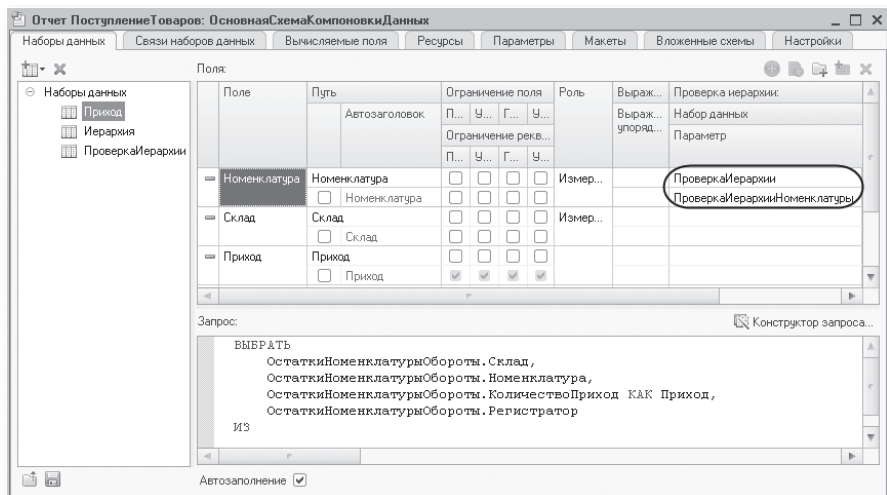 Отчет ПоступлениеТоваров: ОсновнаяСхемаКомпоновкиДанных
Наборы данных Связи наборов данных Вычисляемые поля Ресурсы Параметры Макеты Вложенные схемы Настройки
Поля:
Наборы данных
Приход
Иерархия
ПроверкаИерархии
Поле Путь Ограничение поля Роль Выраж... Проверка иерархии:
Автозаголовок П... У... Г... У... Выраж... упоряд... Набор данных
Ограничение рекв... Параметр
П... У... Г... У...
Номенклатура Номенклатура Измер... ПроверкаИерархии
Номенклатура ПроверкаИерархииНоменклатуры
Склад Склад Измер...
Склад
Приход Приход
Приход
Запрос: Конструктор запроса...
ВЫБРАТЬ
ОстаткиНоменклатурыОбороты.Склад,
ОстаткиНоменклатурыОбороты.Номенклатура,
ОстаткиНоменклатурыОбороты.КоличествоПриход КАК Приход,
ОстаткиНоменклатурыОбороты.Регистратор
ИЗ
Автозаполнение